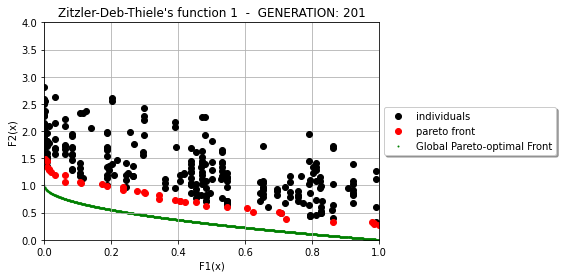 Zitzler-Deb-Thiele's function 1 - GENERATION: 201
4.0
3.5
3.0
2.5
2.0
1.5
1.0
0.5
0.0
F2(x)
0.0 0.2 0.4 0.6 0.8 1.0
F1(x)
individuals
pareto front
Global Pareto-optimal Front